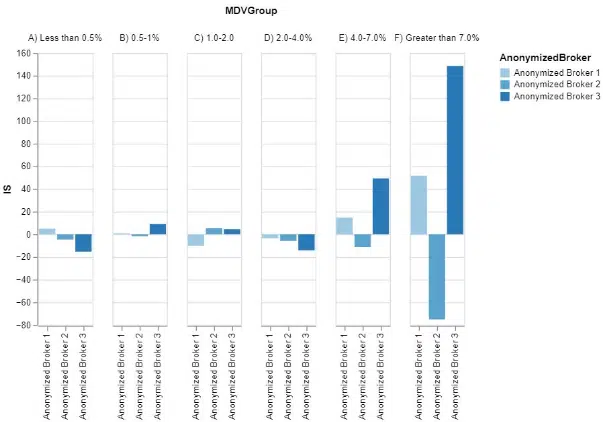 MDVGroup
A) Less than 0.5% B) 0.5-1% C) 1.0-2.0 D) 2.0-4.0% E) 4.0-7.0% F) Greater than 7.0%
AnonymizedBroker
Anonymized Broker 1
Anonymized Broker 2
Anonymized Broker 3
IS
160
140
120
100
80
60
40
20
0
−20
−40
−60
−80
Anonymized Broker 1
Anonymized Broker 2
Anonymized Broker 3
Anonymized Broker 1
Anonymized Broker 2
Anonymized Broker 3
Anonymized Broker 1
Anonymized Broker 2
Anonymized Broker 3
Anonymized Broker 1
Anonymized Broker 2
Anonymized Broker 3
Anonymized Broker 1
Anonymized Broker 2
Anonymized Broker 3
Anonymized Broker 1
Anonymized Broker 2
Anonymized Broker 3